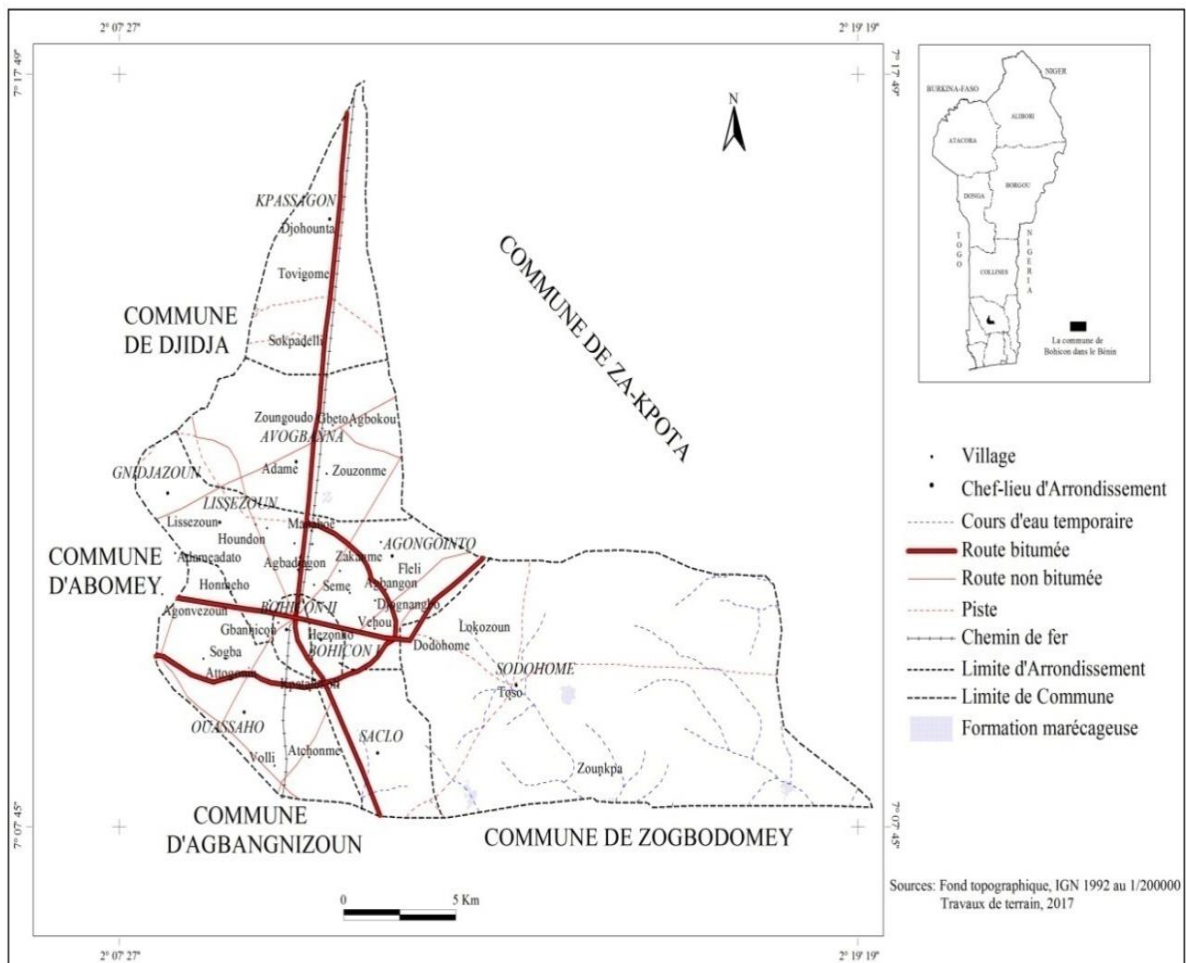 2° 07' 27"
2° 19' 19"
7° 17' 49"
7° 17' 49"
N
NIGER
BURKINA-FASO
ALIBORI
ATACORA
BORGOU
DONGA
TOGO
NIGERIA
COLLINES
La commune de
Bohicon dans le Bénin
KPASSAGON
Djohounta
Tovigome
Sokpadelli
COMMUNE
DE DJIDJA
COMMUNE DE ZA-KPOTA
Zoungoudo
Gbeto
Agbokou
AVOGBANNA
Adame
Zouzonme
GNIDJAZOUN
LISSEZOUN
Lissezoun
Houndon
AGONGOINTO
Zakanme
Fleli
Agbangon
Seme
Honmeho
COMMUNE
D'ABOMEY
Agonvezoun
BOHICON II
Vehou
Gbannicon
Hezonho
BOHICON I
Dodohome
Lokozoun
Sogba
Attogouin
SODOHOME
Toso
OUASSAHO
SACLO
Volli
Atchonme
Zounkpa
COMMUNE
D'AGBANGNIZOUN
COMMUNE DE ZOGBODOMEY
7° 07' 45"
7° 07' 45"
0 5 Km
2° 07' 27"
2° 19' 19"
Village
Chef-lieu d'Arrondissement
Cours d'eau temporaire
Route bitumée
Route non bitumée
Piste
Chemin de fer
Limite d'Arrondissement
Limite de Commune
Formation marécageuse
Sources: Fond topographique, IGN 1992 au 1/200000
Travaux de terrain, 2017